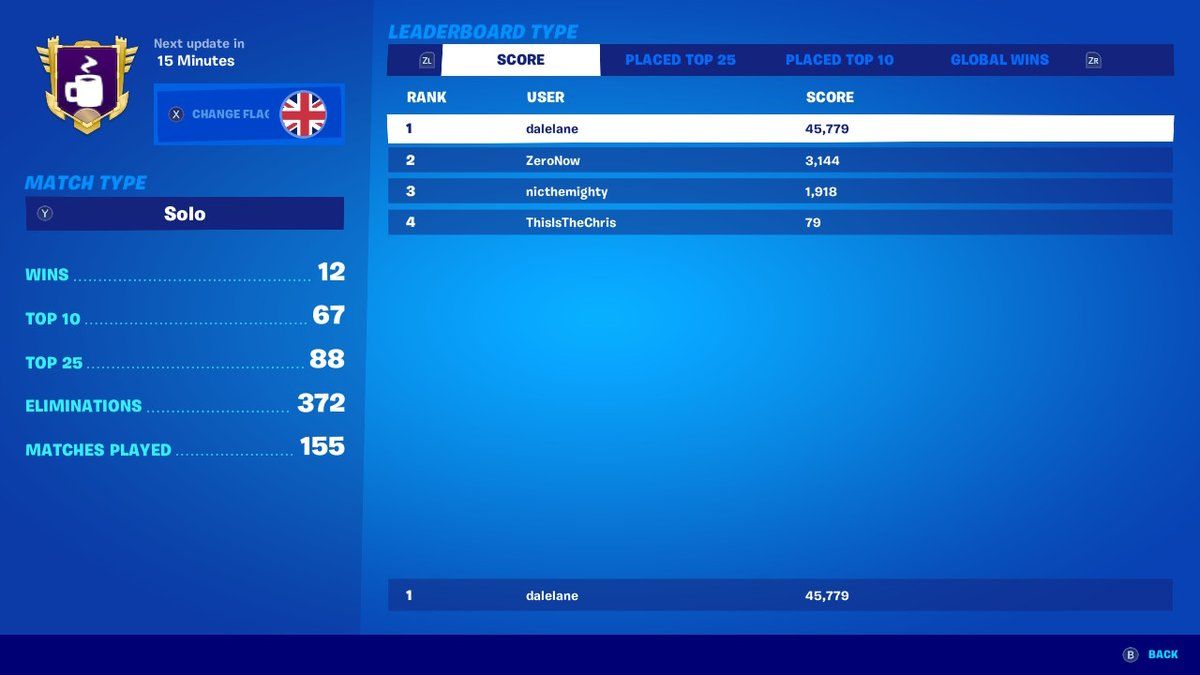 Next update in
15 Minutes
X CHANGE FLAG
MATCH TYPE
Y Solo
WINS 12
TOP 10 67
TOP 25 88
ELIMINATIONS 372
MATCHES PLAYED 155
LEADERBOARD TYPE
ZL SCORE PLACED TOP 25 PLACED TOP 10 GLOBAL WINS ZR
RANK USER SCORE
1 dalelane 45,779
2 ZeroNow 3,144
3 nicthemighty 1,918
4 ThisIsTheChris 79
1 dalelane 45,779
B BACK